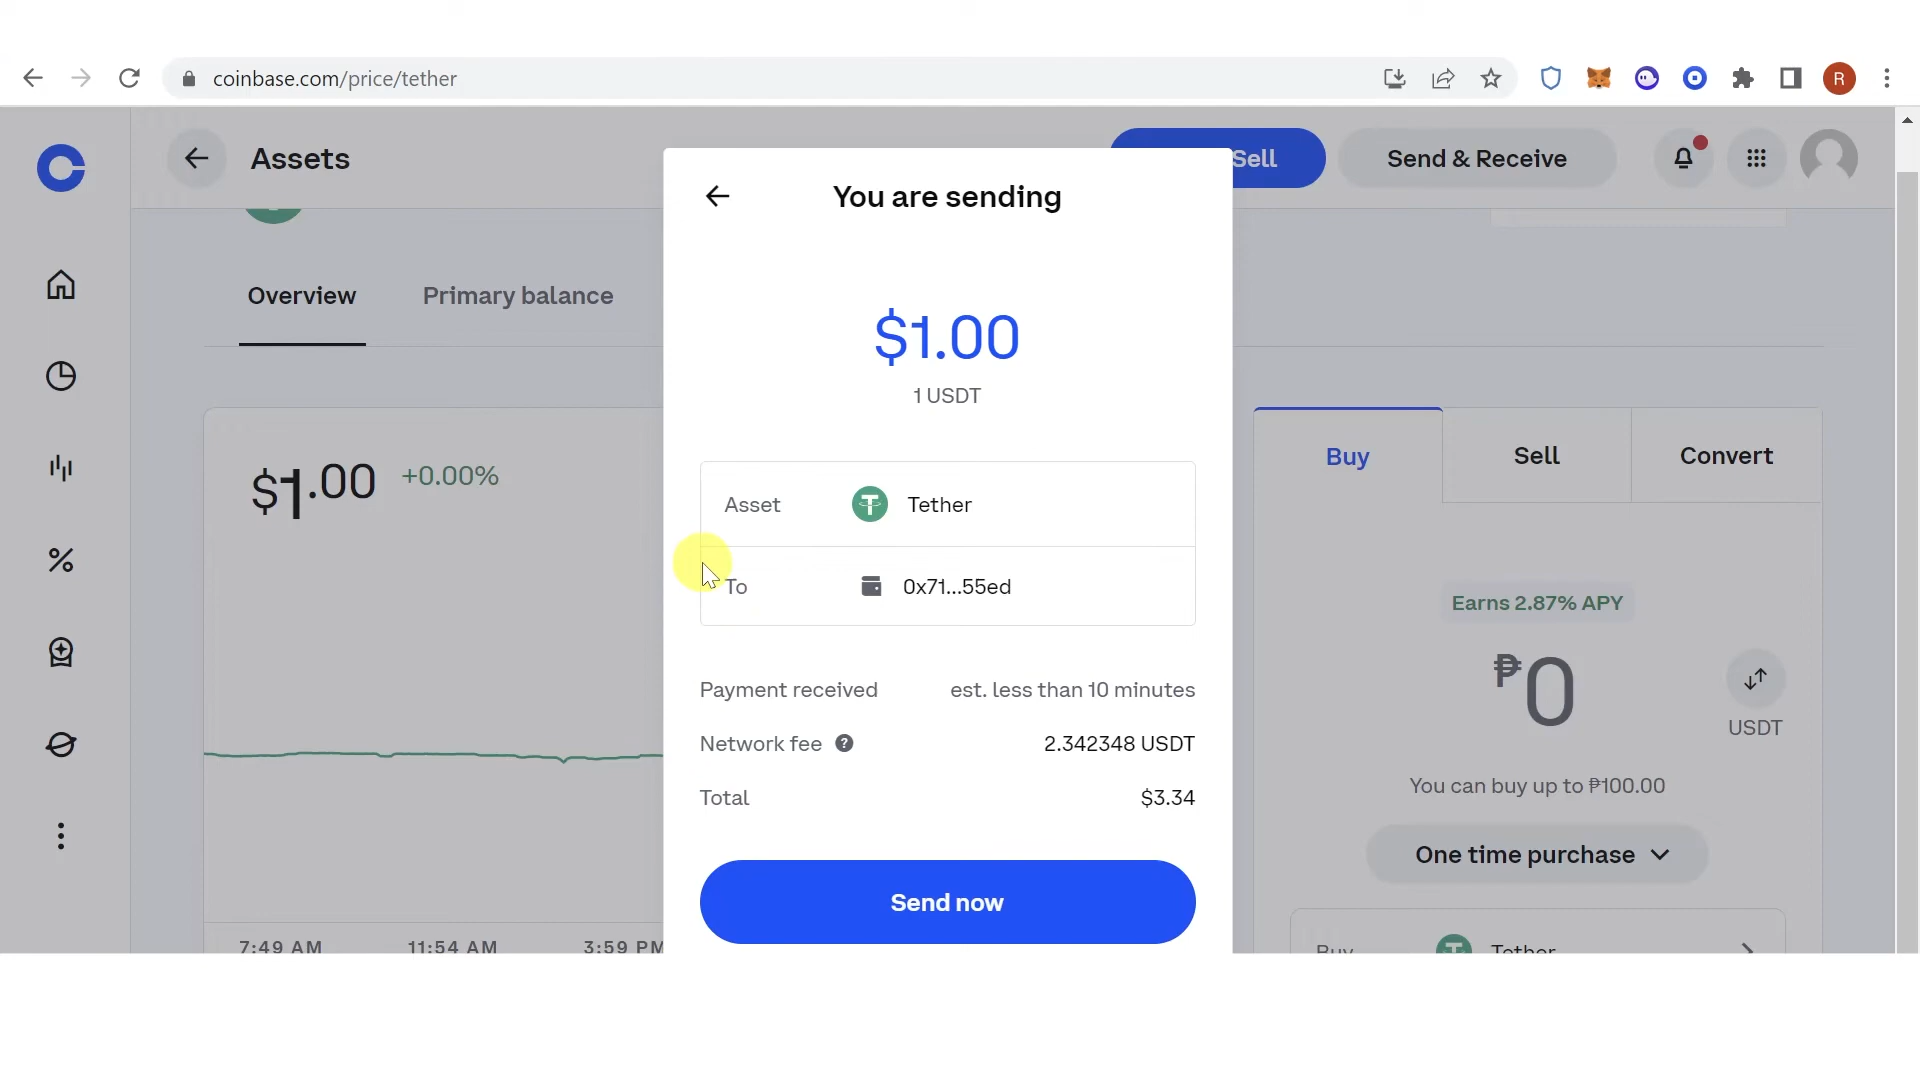 coinbase.com/price/tether
R
Assets
Sell
Send & Receive
You are sending
Overview
Primary balance
$1.00
1 USDT
$1.00 +0.00%
Buy
Sell
Convert
Asset
Tether
To
0x71...55ed
Earns 2.87% APY
₱0
USDT
Payment received
est. less than 10 minutes
Network fee ?
2.342348 USDT
You can buy up to ₱100.00
Total
$3.34
One time purchase
Send now
7:49 AM
11:54 AM
3:59 PM
Buy
Tether